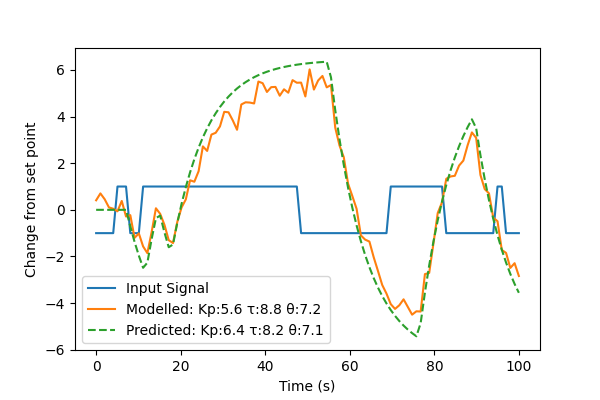 6
4
2
0
−2
−4
−6
Change from set point
Input Signal
Modelled: Kp:5.6 τ:8.8 θ:7.2
Predicted: Kp:6.4 τ:8.2 θ:7.1
0 20 40 60 80 100
Time (s)